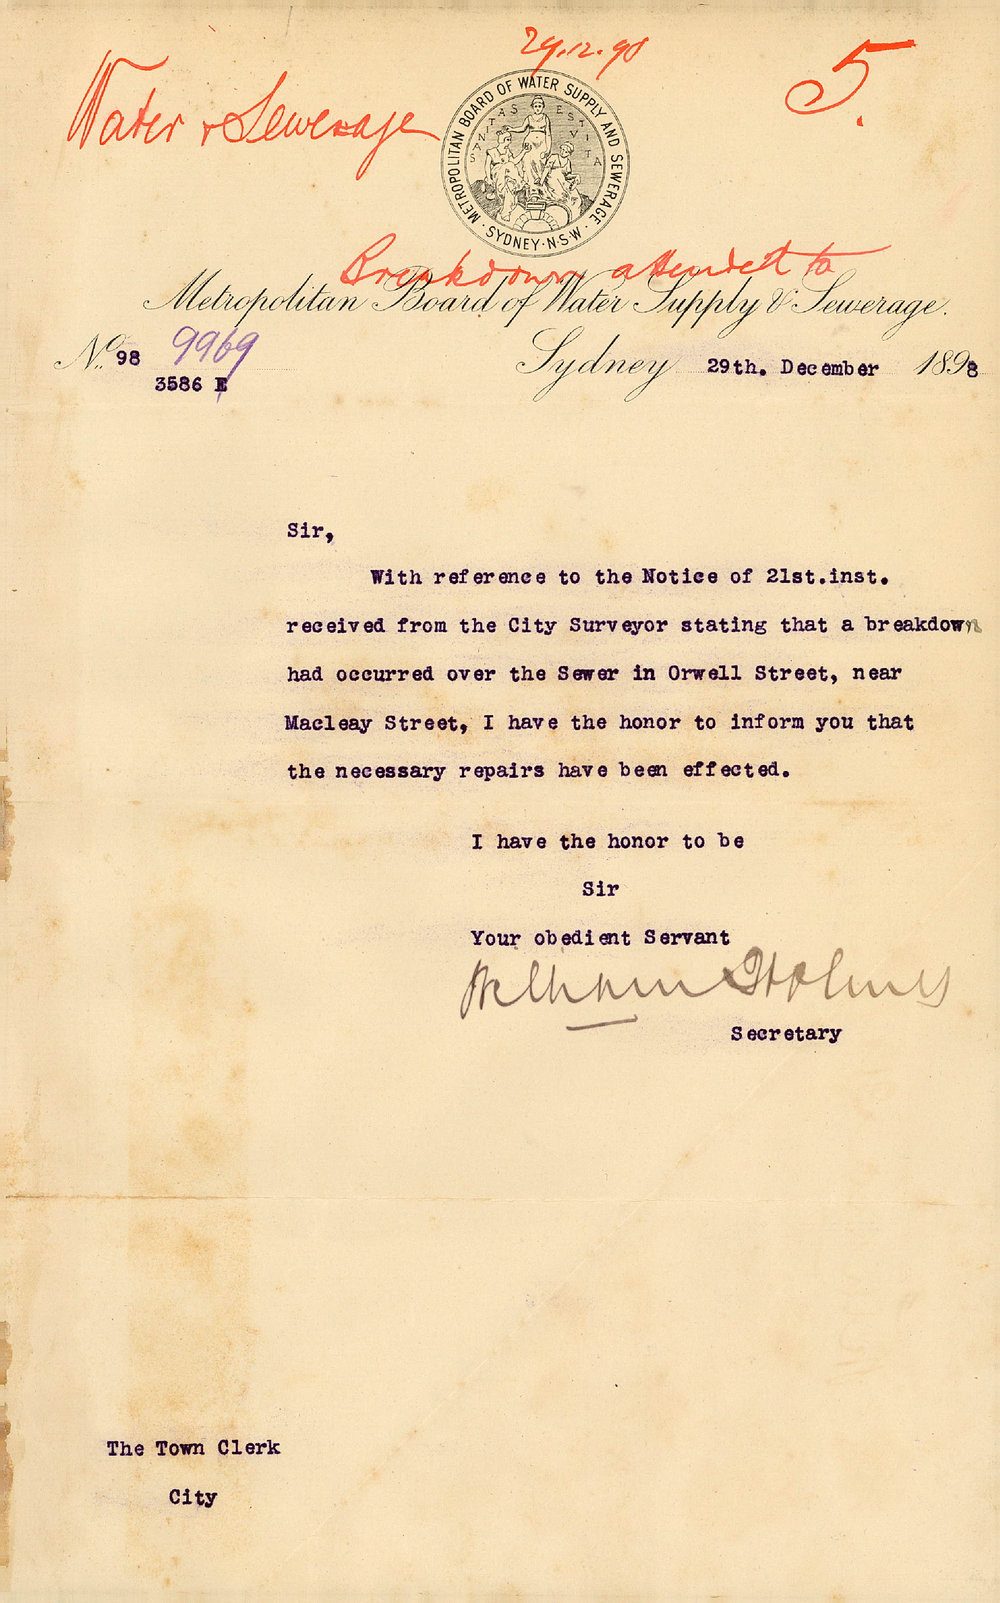 29.12.98
Water & Sewerage
5.
METROPOLITAN BOARD OF WATER SUPPLY AND SEWERAGE
SANITAS EST VITA
· SYDNEY · N·S·W ·
Breakdown attended to
Metropolitan Board of Water Supply & Sewerage.
No. 98 9969
3586 E
Sydney 29th. December 1898
Sir,
With reference to the Notice of 21st.inst.
received from the City Surveyor stating that a breakdown
had occurred over the Sewer in Orwell Street, near
Macleay Street, I have the honor to inform you that
the necessary repairs have been effected.
I have the honor to be
Sir
Your obedient Servant
Holmes
Secretary
The Town Clerk
City